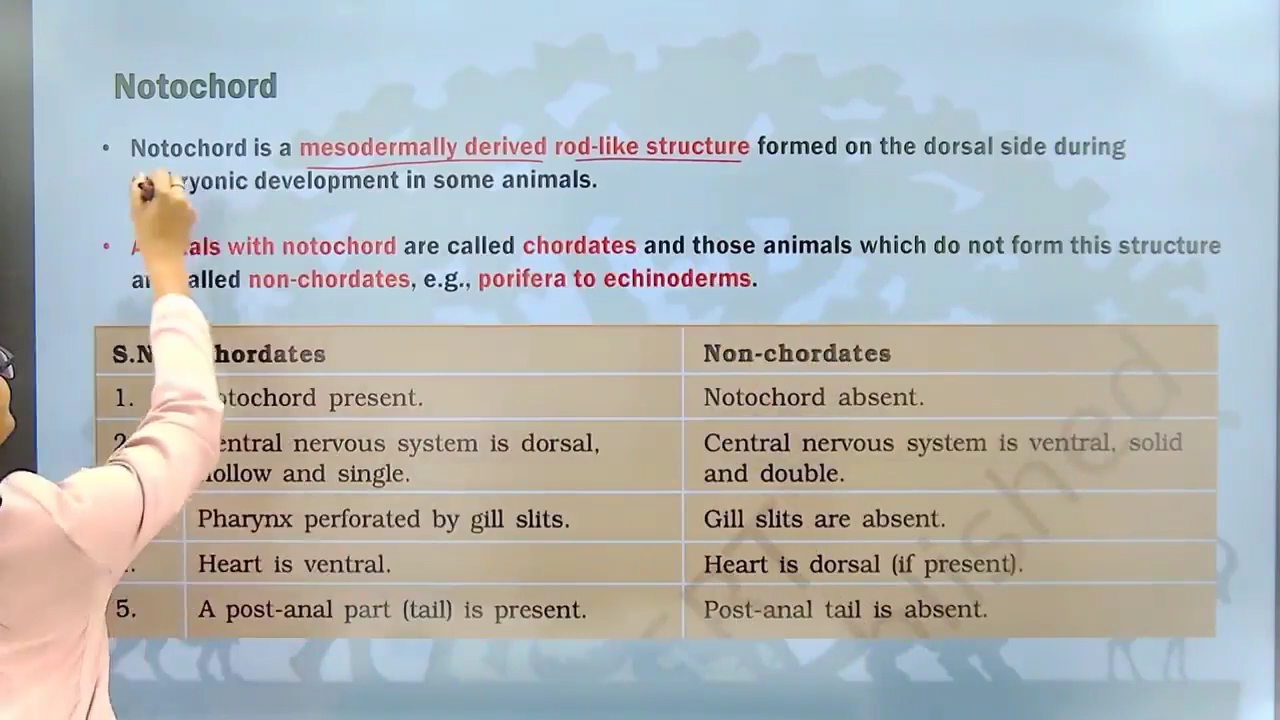 Notochord
• Notochord is a mesodermally derived rod-like structure formed on the dorsal side during
ryonic development in some animals.
• A als with notochord are called chordates and those animals which do not form this structure
a alled non-chordates, e.g., porifera to echinoderms.
S.N hordates Non-chordates
1. otochord present. Notochord absent.
2 entral nervous system is dorsal, Central nervous system is ventral, solid
ollow and single. and double.
Pharynx perforated by gill slits. Gill slits are absent.
Heart is ventral. Heart is dorsal (if present).
5. A post-anal part (tail) is present. Post-anal tail is absent.